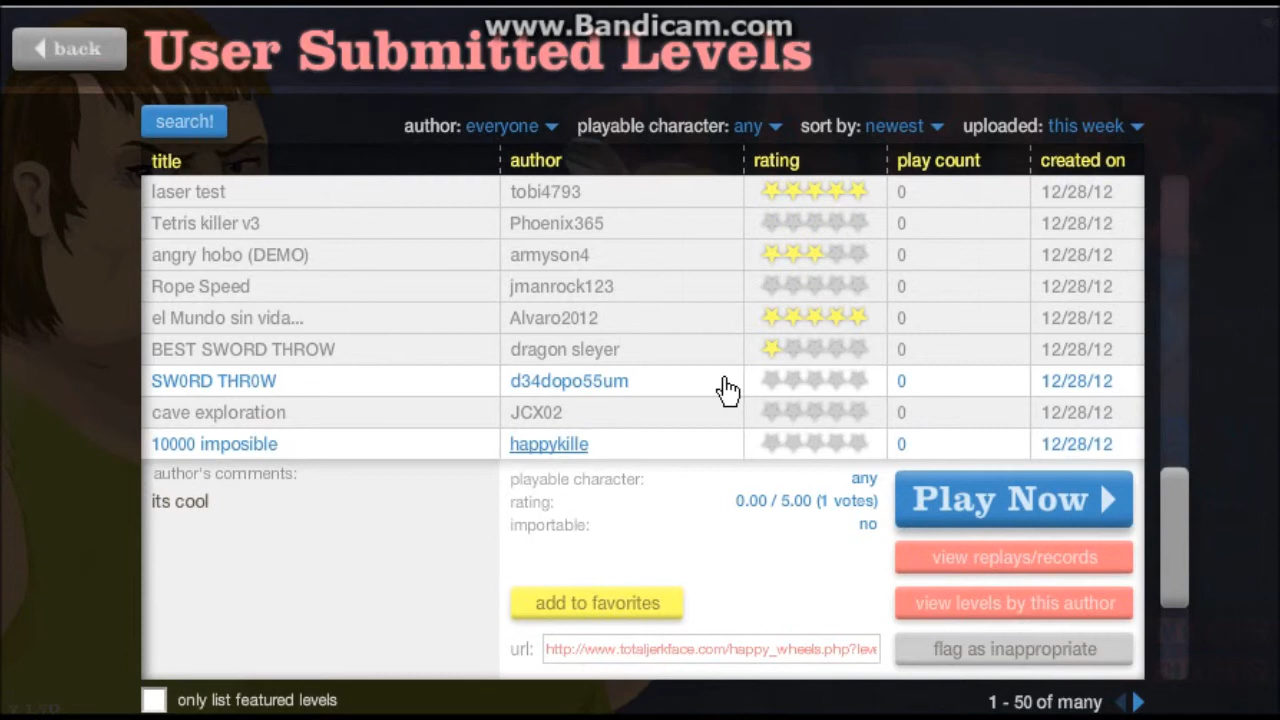 www.Bandicam.com
back
User Submitted Levels
search!
author: everyone playable character: any sort by: newest uploaded: this week
title author rating play count created on
laser test tobi4793 0 12/28/12
Tetris killer v3 Phoenix365 0 12/28/12
angry hobo (DEMO) armyson4 0 12/28/12
Rope Speed jmanrock123 0 12/28/12
el Mundo sin vida... Alvaro2012 0 12/28/12
BEST SWORD THROW dragon sleyer 0 12/28/12
SW0RD THR0W d34dopo55um 0 12/28/12
cave exploration JCX02 0 12/28/12
10000 imposible happykille 0 12/28/12
author's comments:
its cool
playable character: any
rating: 0.00 / 5.00 (1 votes)
importable: no
add to favorites
url: http://www.totaljerkface.com/happy_wheels.php?leve
Play Now
view replays/records
view levels by this author
flag as inappropriate
only list featured levels
1 - 50 of many